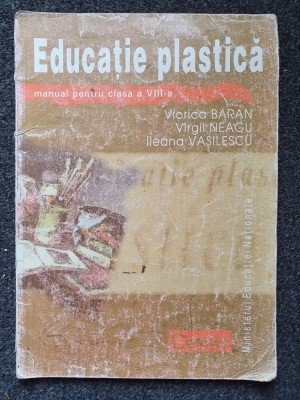 Educație plastică
manual pentru clasa a VIII-a
Viorica BARAN
Virgil NEAGU
Ileana VASILESCU
Ministerul Educației Naționale